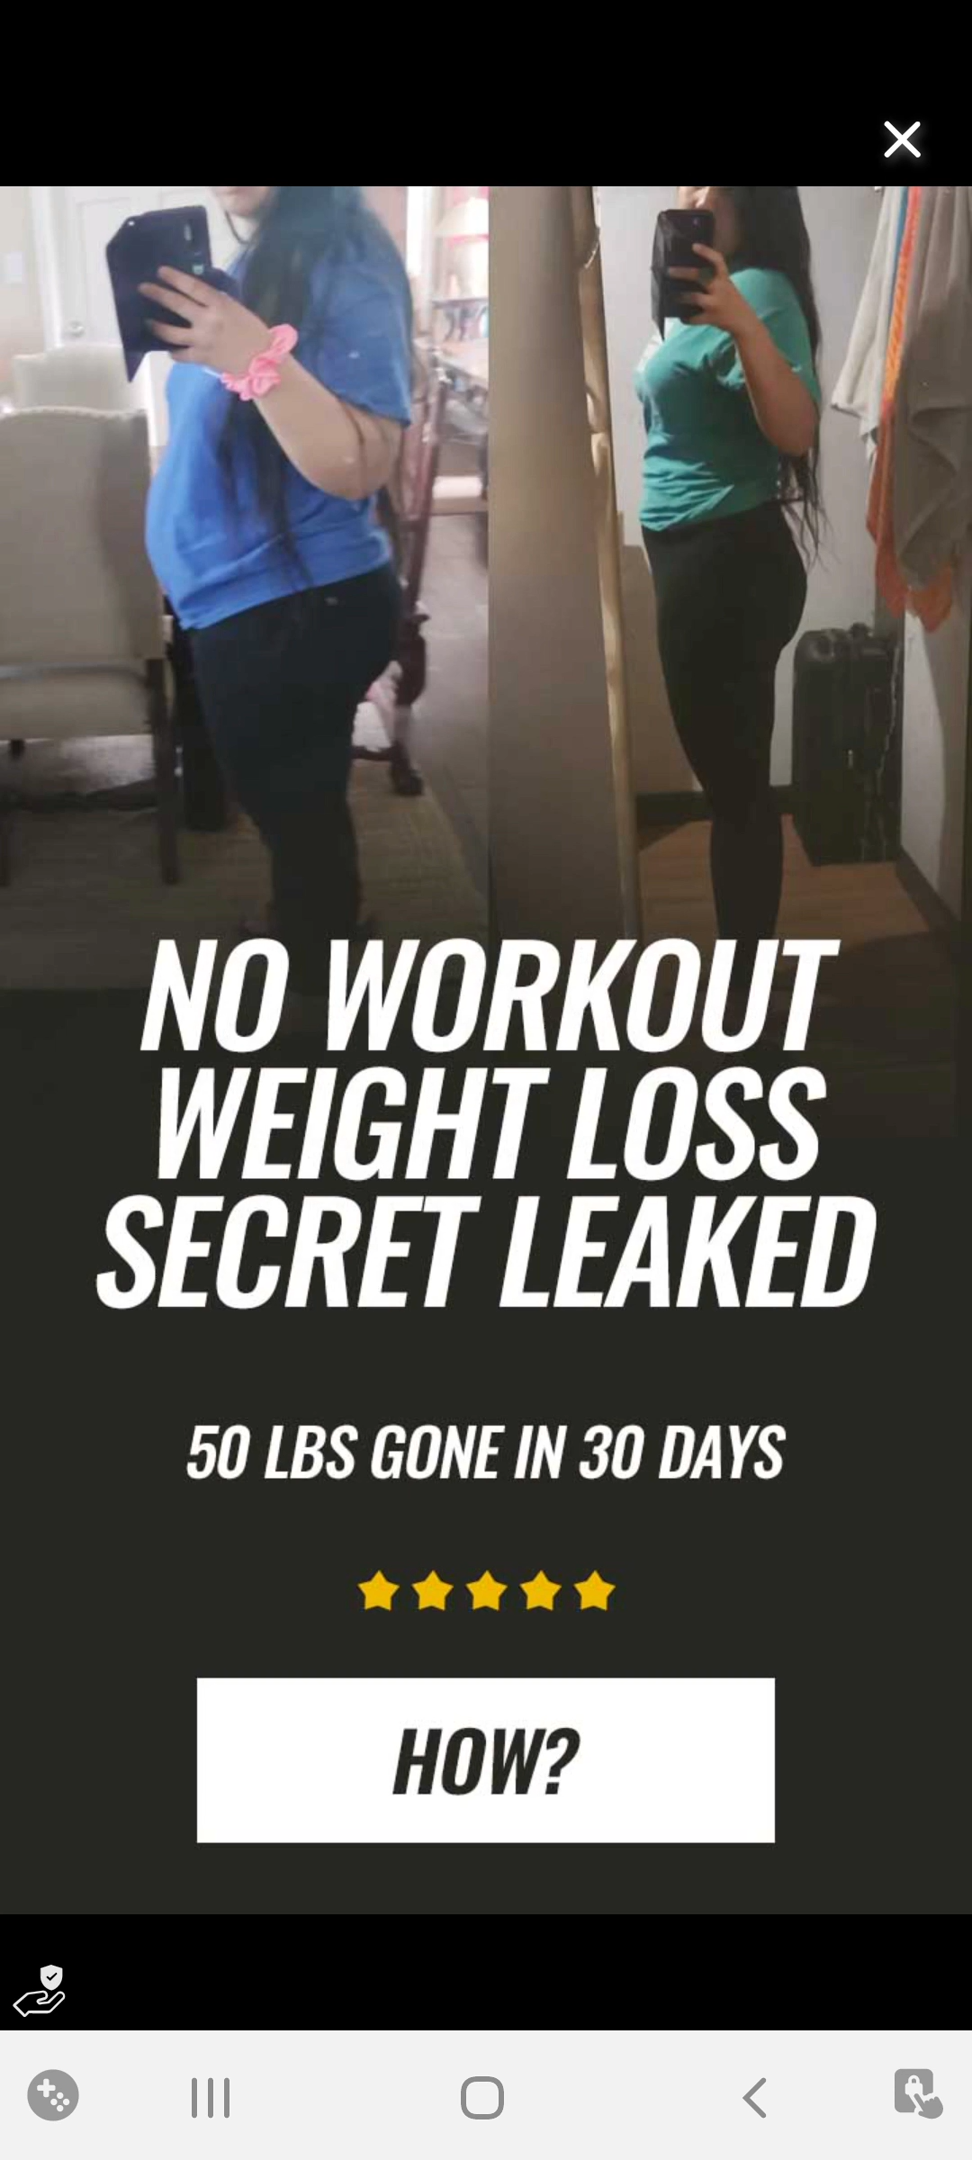 NO WORKOUT
WEIGHT LOSS
SECRET LEAKED
50 LBS GONE IN 30 DAYS
HOW?